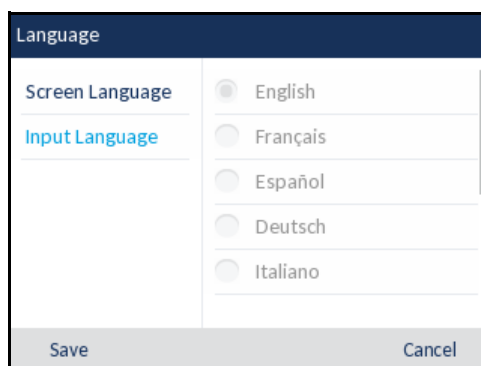 Language
Screen Language
Input Language
English
Français
Español
Deutsch
Italiano
Save
Cancel